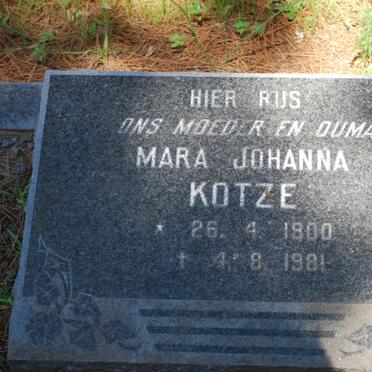 HIER RUS
ONS MOEDER EN OUMA
MARA JOHANNA
KOTZE
* 26. 4. 1900
† 4. 8. 1981